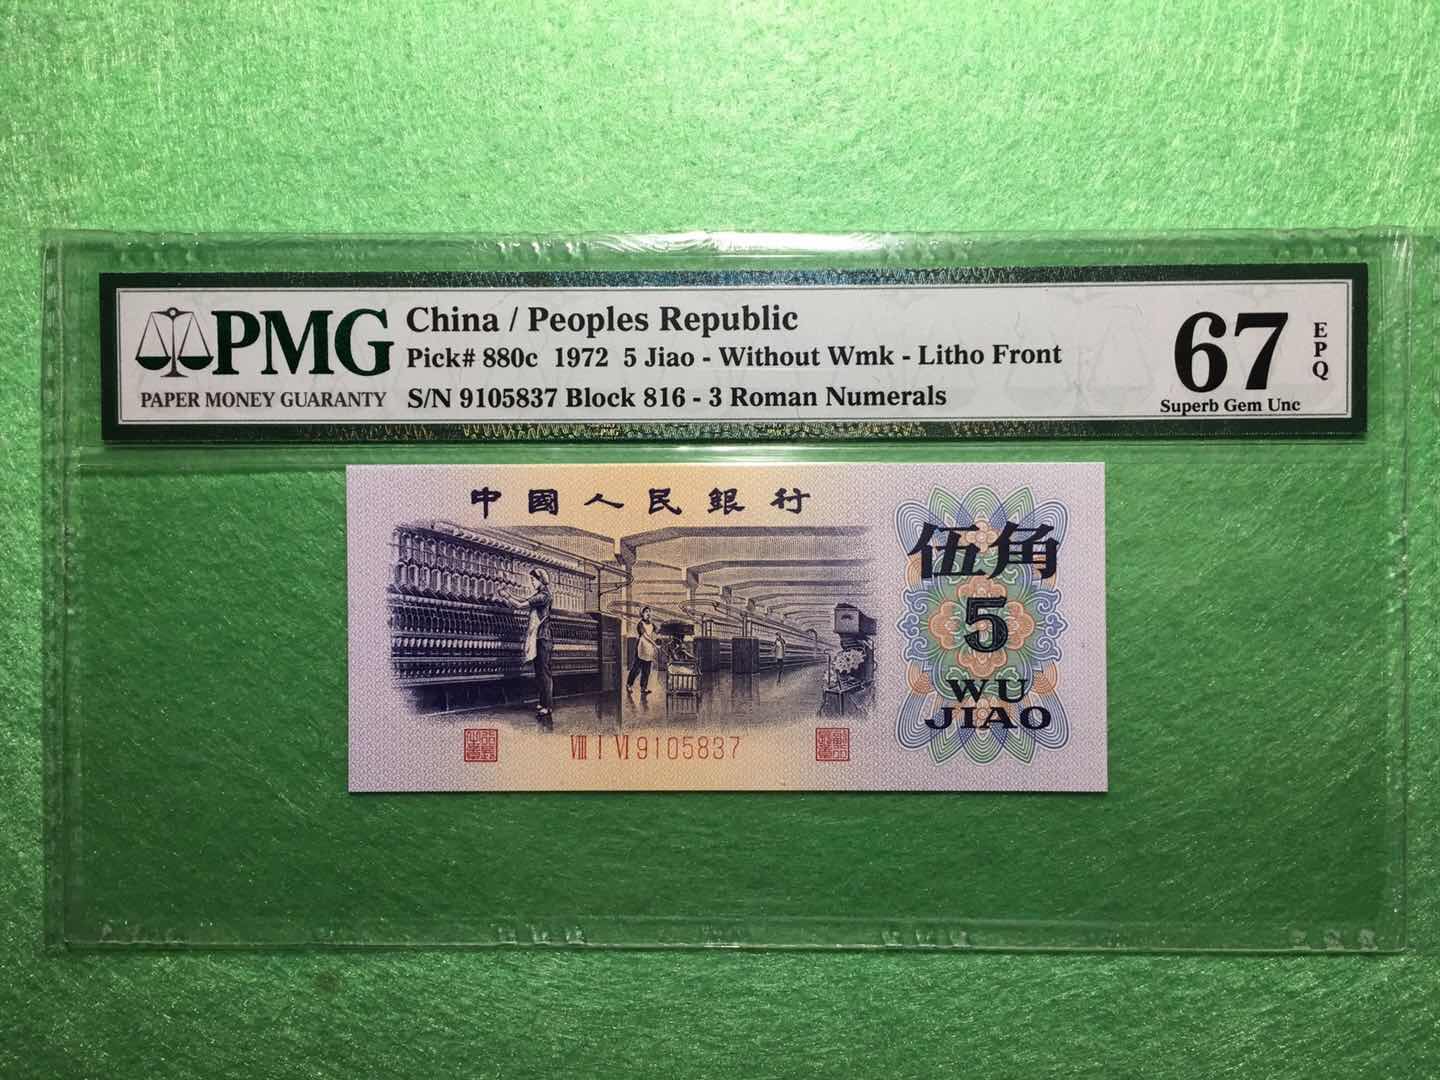 PMG
PAPER MONEY GUARANTY
China / Peoples Republic
Pick# 880c 1972 5 Jiao - Without Wmk - Litho Front
S/N 9105837 Block 816 - 3 Roman Numerals
67
EPQ
Superb Gem Unc
中國人民銀行
伍角
5
WU
JIAO
VIII I VI 9105837